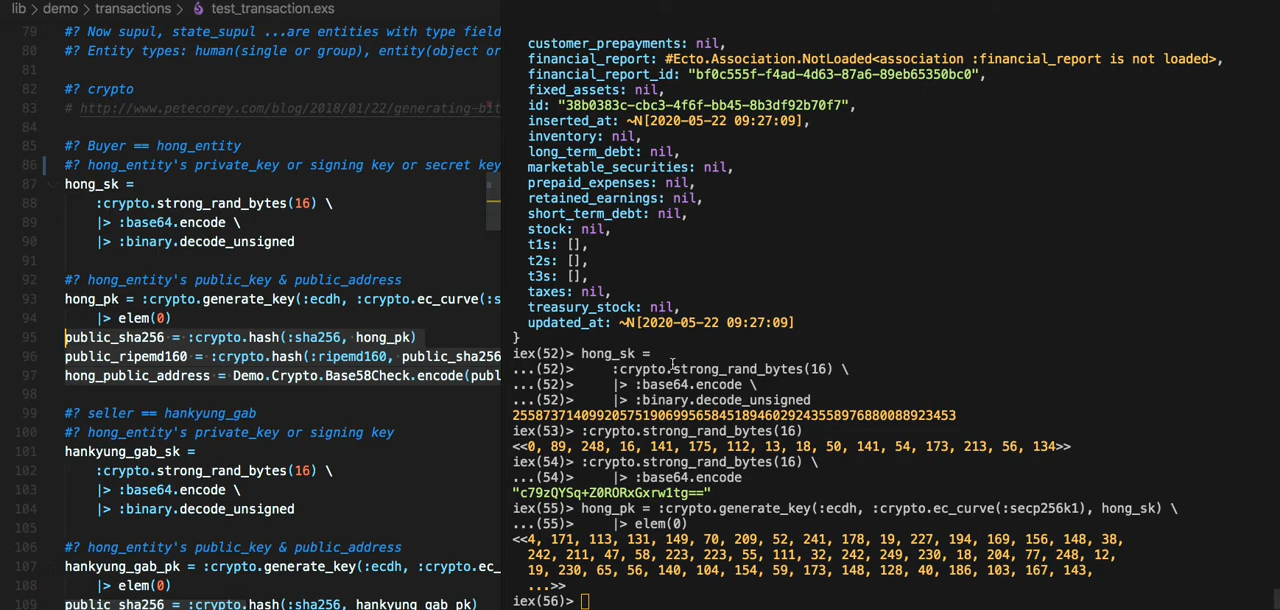 lib > demo > transactions > test_transaction.exs
79 #? Now supul, state_supul ...are entities with type field
80 #? Entity types: human(single or group), entity(object or
81
82 #? crypto
83 # http://www.petecorey.com/blog/2018/01/22/generating-bit
84
85 #? Buyer == hong_entity
86 #? hong_entity's private_key or signing key or secret key
87 hong_sk =
88 :crypto.strong_rand_bytes(16) \
89 |> :base64.encode \
90 |> :binary.decode_unsigned
91
92 #? hong_entity's public_key & public_address
93 hong_pk = :crypto.generate_key(:ecdh, :crypto.ec_curve(:s
94 |> elem(0)
95 public_sha256 = :crypto.hash(:sha256, hong_pk)
96 public_ripemd160 = :crypto.hash(:ripemd160, public_sha256
97 hong_public_address = Demo.Crypto.Base58Check.encode(publ
98
99 #? seller == hankyung_gab
100 #? hong_entity's private_key or signing key
101 hankyung_gab_sk =
102 :crypto.strong_rand_bytes(16) \
103 |> :base64.encode \
104 |> :binary.decode_unsigned
105
106 #? hong_entity's public_key & public_address
107 hankyung_gab_pk = :crypto.generate_key(:ecdh, :crypto.ec_
108 |> elem(0)
109 public_sha256 = :crypto.hash(:sha256, hankyung_gab_pk)
customer_prepayments: nil,
financial_report: #Ecto.Association.NotLoaded<association :financial_report is not loaded>,
financial_report_id: "bf0c555f-f4ad-4d63-87a6-89eb65350bc0",
fixed_assets: nil,
id: "38b0383c-cbc3-4f6f-bb45-8b3df92b70f7",
inserted_at: ~N[2020-05-22 09:27:09],
inventory: nil,
long_term_debt: nil,
marketable_securities: nil,
prepaid_expenses: nil,
retained_earnings: nil,
short_term_debt: nil,
stock: nil,
t1s: [],
t2s: [],
t3s: [],
taxes: nil,
treasury_stock: nil,
updated_at: ~N[2020-05-22 09:27:09]
}
iex(52)> hong_sk =
...(52)> :crypto.strong_rand_bytes(16) \
...(52)> |> :base64.encode \
...(52)> |> :binary.decode_unsigned
25587371409920575190699565845189460292435589768800889​23453
iex(53)> :crypto.strong_rand_bytes(16)
<<0, 89, 248, 16, 141, 175, 112, 13, 18, 50, 141, 54, 173, 213, 56, 134>>
iex(54)> :crypto.strong_rand_bytes(16) \
...(54)> |> :base64.encode
"c79zQYSq+Z0RORxGxrw1tg=="
iex(55)> hong_pk = :crypto.generate_key(:ecdh, :crypto.ec_curve(:secp256k1), hong_sk) \
...(52)> |> elem(0)
<<4, 171, 113, 131, 149, 70, 209, 52, 241, 178, 19, 227, 194, 169, 156, 148, 38,
242, 211, 47, 58, 223, 223, 55, 111, 32, 242, 249, 230, 18, 204, 77, 248, 12,
19, 230, 65, 56, 140, 104, 154, 59, 173, 148, 128, 40, 186, 103, 167, 143,
...>>
iex(56)>